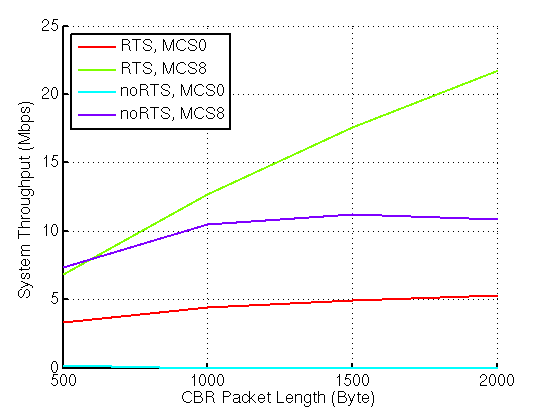 25
20
15
10
5
0
System Throughput (Mbps)
RTS, MCS0
RTS, MCS8
noRTS, MCS0
noRTS, MCS8
500 1000 1500 2000
CBR Packet Length (Byte)